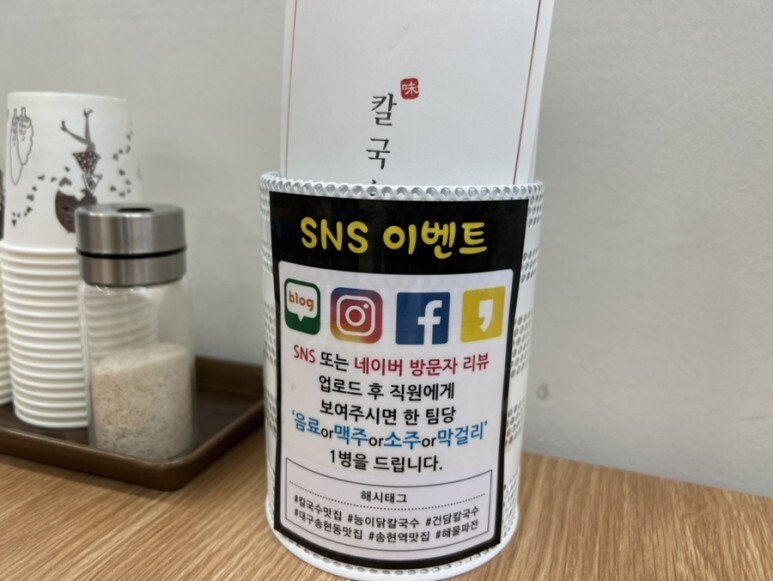 味
칼
국
SNS 이벤트
blog
SNS 또는 네이버 방문자 리뷰
업로드 후 직원에게
보여주시면 한 팀당
'음료or맥주or소주or막걸리'
1병을 드립니다.
해시태그
#칼국수맛집 #능이닭칼국수 #건담칼국수
#대구송현동맛집 #송현역맛집 #해물파전